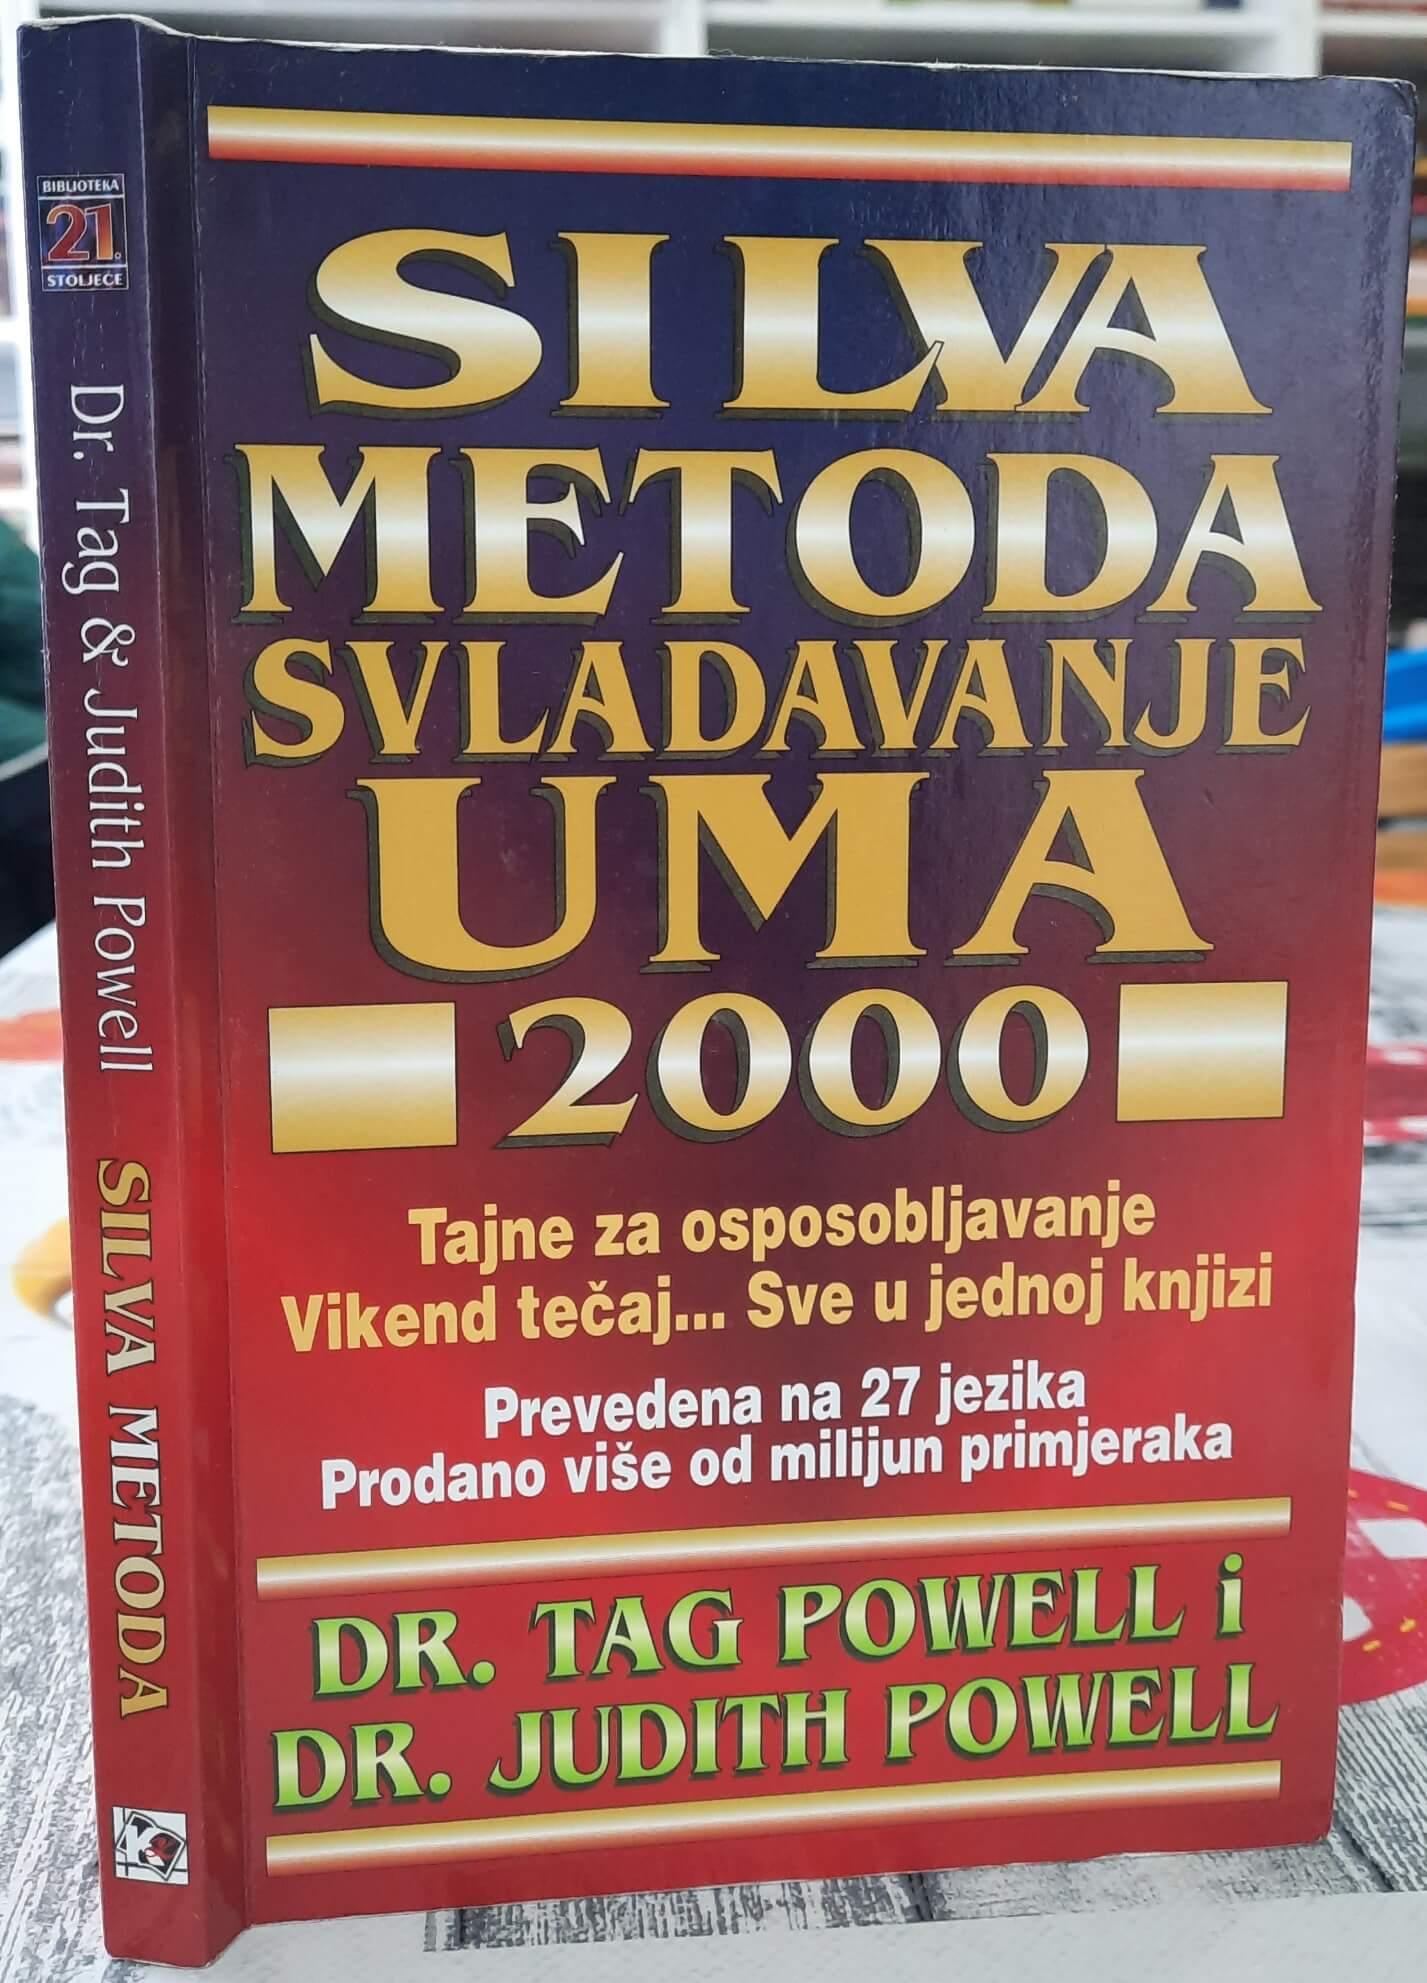 BIBLIOTEKA
21.
STOLJEĆE
Dr. Tag & Judith Powell SILVA METODA
SILVA
METODA
SVLADAVANJE
UMA
2000
Tajne za osposobljavanje
Vikend tečaj... Sve u jednoj knjizi
Prevedena na 27 jezika
Prodano više od milijun primjeraka
DR. TAG POWELL i
DR. JUDITH POWELL